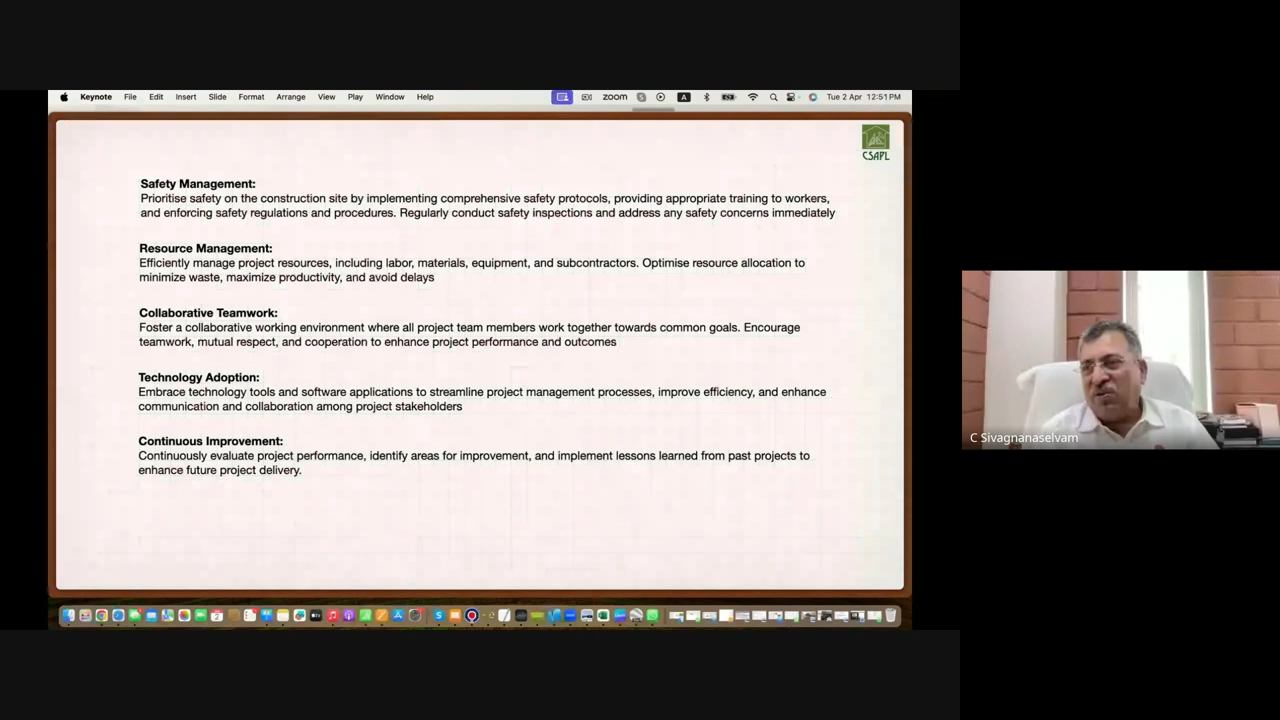 Keynote File Edit Insert Slide Format Arrange View Play Window Help zoom A Tue 2 Apr 12:51 PM
CSAPL
Safety Management:
Prioritise safety on the construction site by implementing comprehensive safety protocols, providing appropriate training to workers,
and enforcing safety regulations and procedures. Regularly conduct safety inspections and address any safety concerns immediately
Resource Management:
Efficiently manage project resources, including labor, materials, equipment, and subcontractors. Optimise resource allocation to
minimize waste, maximize productivity, and avoid delays
Collaborative Teamwork:
Foster a collaborative working environment where all project team members work together towards common goals. Encourage
teamwork, mutual respect, and cooperation to enhance project performance and outcomes
Technology Adoption:
Embrace technology tools and software applications to streamline project management processes, improve efficiency, and enhance
communication and collaboration among project stakeholders
Continuous Improvement:
Continuously evaluate project performance, identify areas for improvement, and implement lessons learned from past projects to
enhance future project delivery.
C Sivagnanaselvam